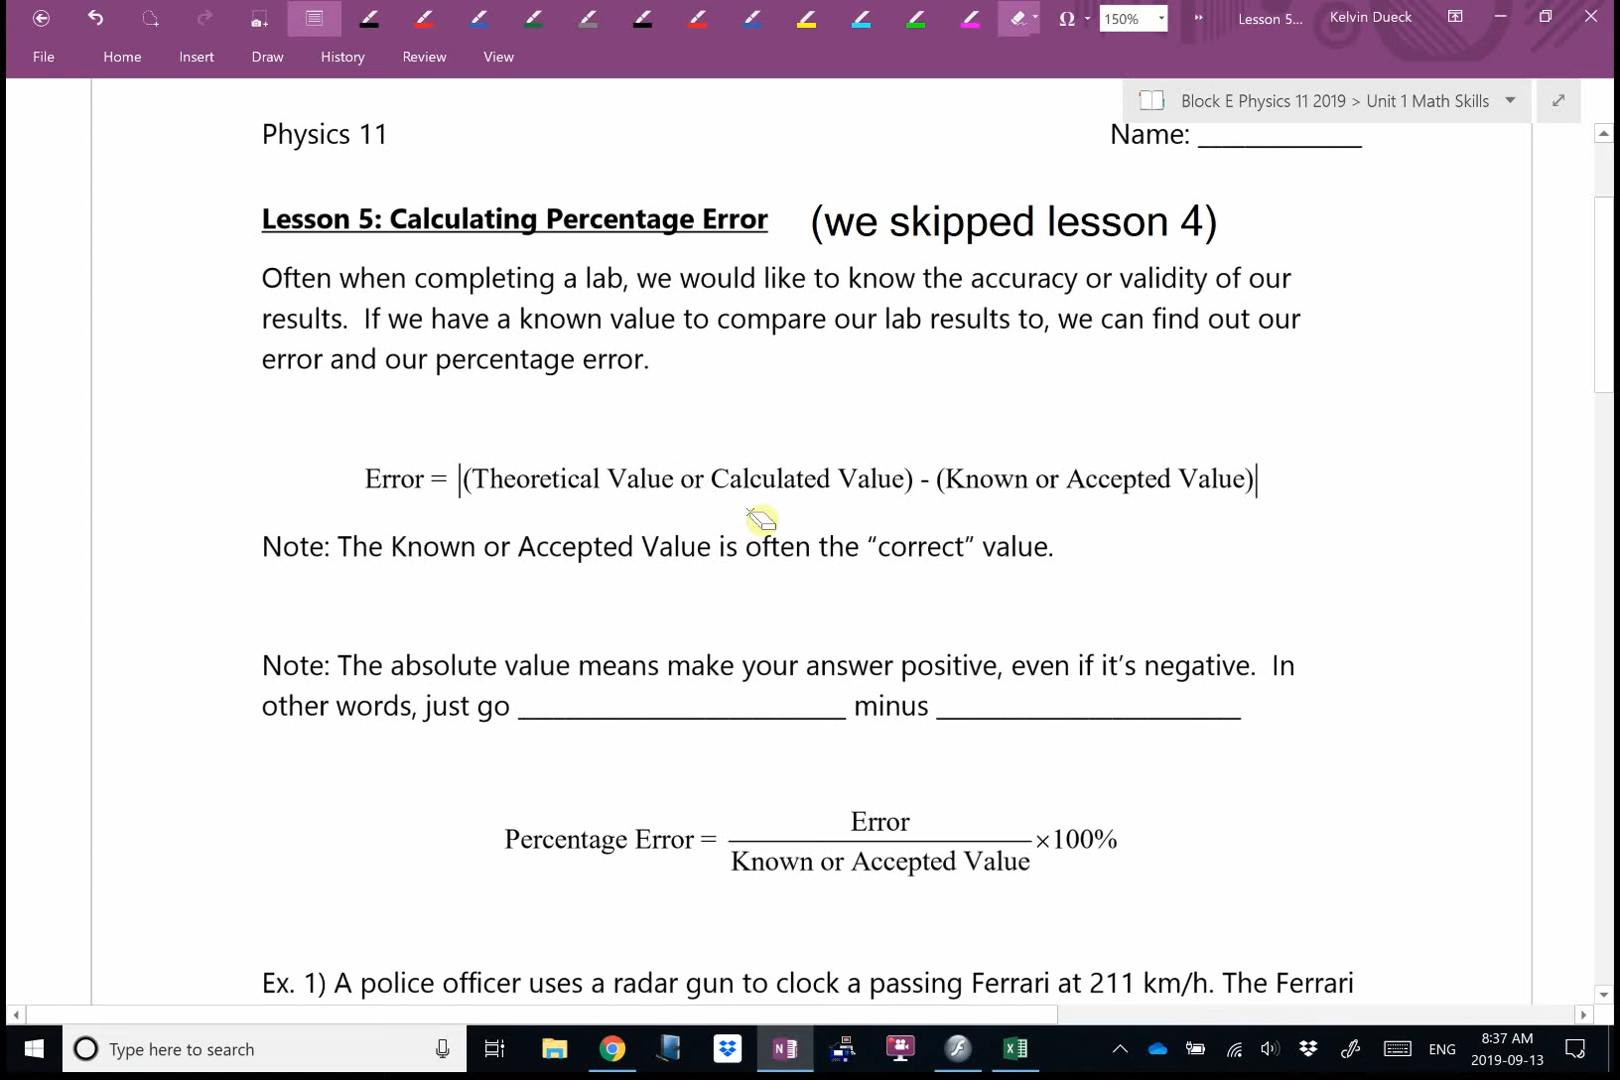 150%
Lesson 5...
Kelvin Dueck
File
Home
Insert
Draw
History
Review
View
Block E Physics 11 2019 > Unit 1 Math Skills
Physics 11
Name: ____________
Lesson 5: Calculating Percentage Error
(we skipped lesson 4)
Often when completing a lab, we would like to know the accuracy or validity of our
results.  If we have a known value to compare our lab results to, we can find out our
error and our percentage error.
Error = |(Theoretical Value or Calculated Value) - (Known or Accepted Value)|
Note: The Known or Accepted Value is often the “correct” value.
Note: The absolute value means make your answer positive, even if it’s negative.  In
other words, just go ________________________ minus ______________________
Error
Percentage Error = ×100%
Known or Accepted Value
Ex. 1) A police officer uses a radar gun to clock a passing Ferrari at 211 km/h. The Ferrari
Type here to search
ENG
8:37 AM
2019-09-13